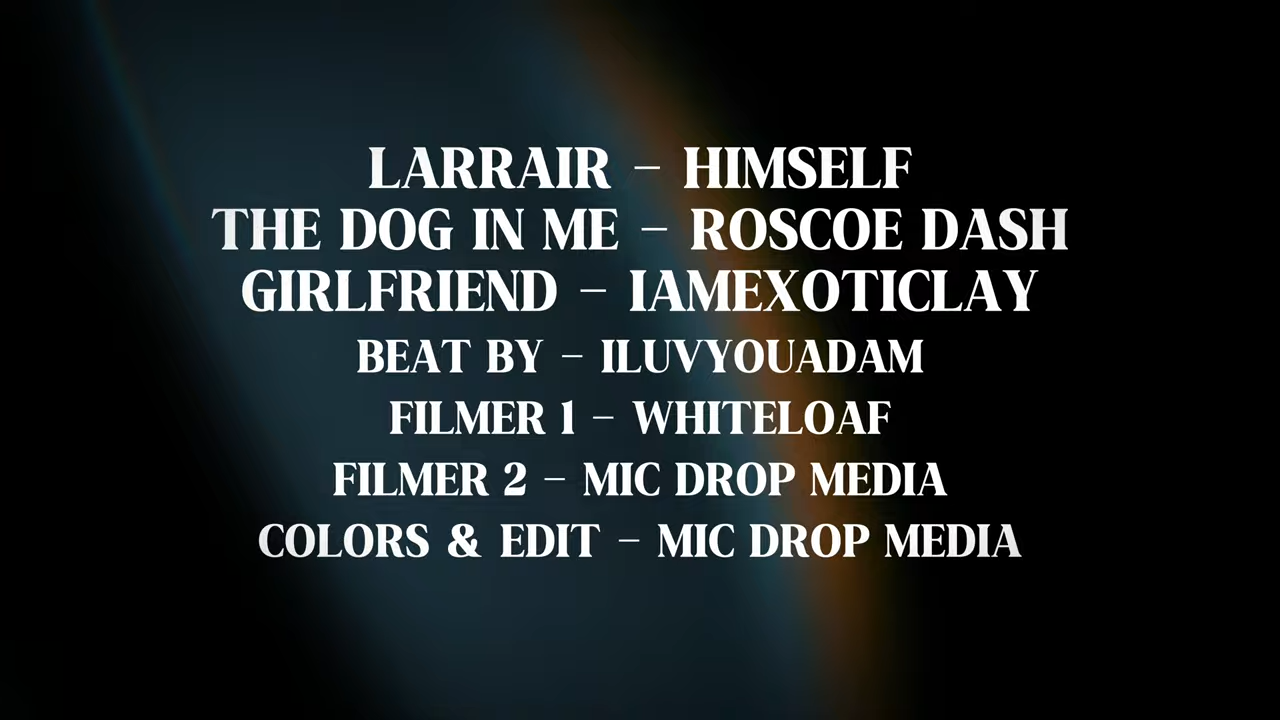 LARRAIR – HIMSELF
THE DOG IN ME – ROSCOE DASH
GIRLFRIEND – IAMEXOTICLAY
BEAT BY – ILUVYOUADAM
FILMER 1 – WHITELOAF
FILMER 2 – MIC DROP MEDIA
COLORS & EDIT – MIC DROP MEDIA